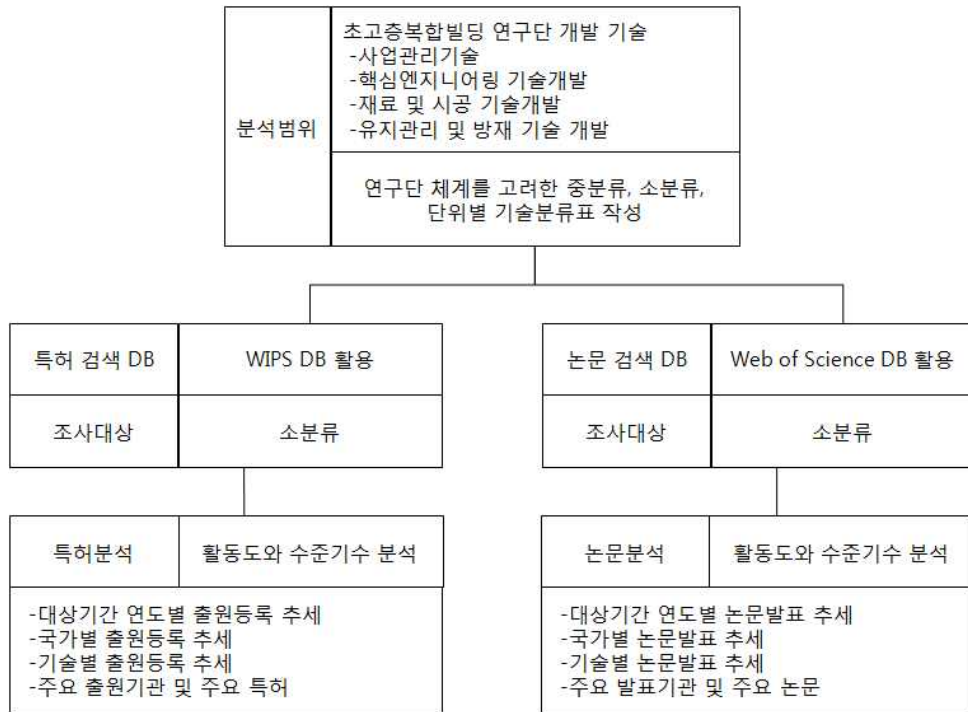 초고층복합빌딩 연구단 개발 기술
-사업관리기술
-핵심엔지니어링 기술개발
-재료 및 시공 기술개발
-유지관리 및 방재 기술 개발
분석범위
연구단 체계를 고려한 중분류, 소분류,
단위별 기술분류표 작성
특허 검색 DB
WIPS DB 활용
조사대상
소분류
논문 검색 DB
Web of Science DB 활용
조사대상
소분류
특허분석
활동도와 수준기수 분석
-대상기간 연도별 출원등록 추세
-국가별 출원등록 추세
-기술별 출원등록 추세
-주요 출원기관 및 주요 특허
논문분석
활동도와 수준기수 분석
-대상기간 연도별 논문발표 추세
-국가별 논문발표 추세
-기술별 논문발표 추세
-주요 발표기관 및 주요 논문